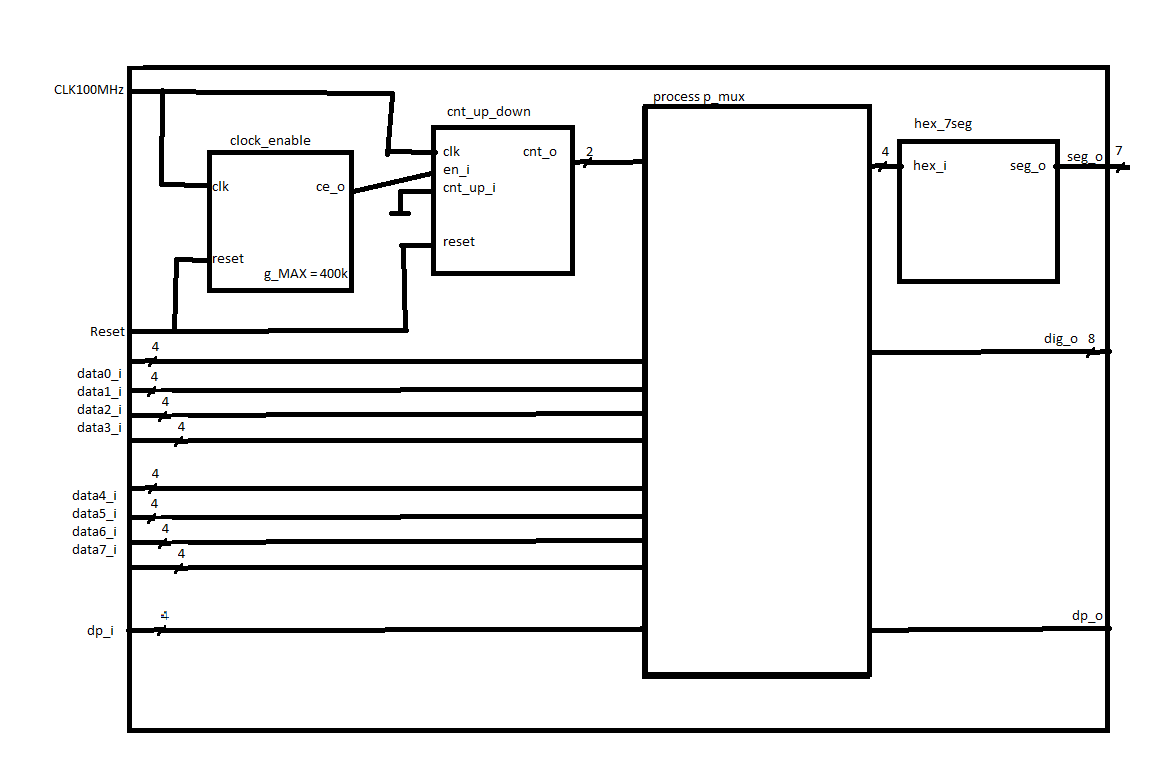 CLK100MHz
clock_enable
clk
ce_o
reset
g_MAX = 400k
cnt_up_down
clk
cnt_o
en_i
cnt_up_i
reset
2
process p_mux
4
hex_7seg
hex_i
seg_o
seg_o
7
Reset
4
data0_i
4
data1_i
4
data2_i
4
data3_i
4
data4_i
4
data5_i
4
data6_i
4
data7_i
4
dp_i
dig_o 8
dp_o